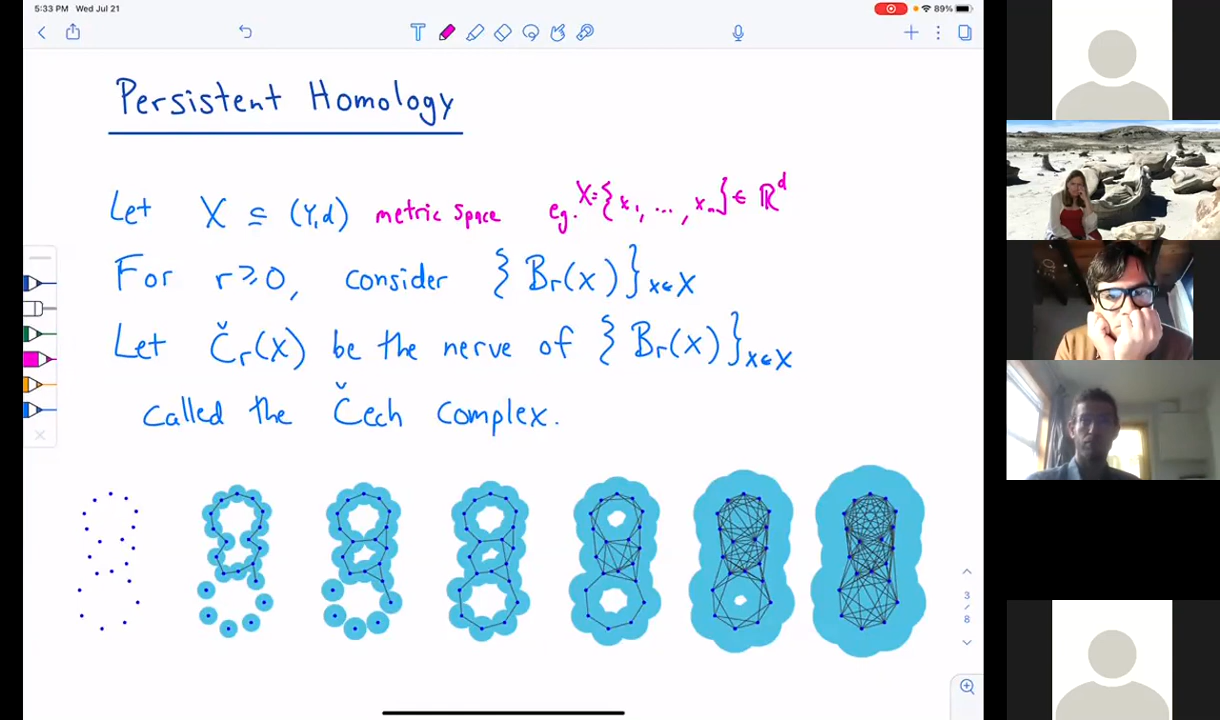 5:33 PM Wed Jul 21
89%
Persistent Homology
Let X ⊆ (Y,d) metric space eg. X={x₁, ..., xₙ} ∈ ℝᵈ
For r≥0, consider {Br(x)}x∈X
Let Čr(X) be the nerve of {Br(x)}x∈X
called the Čech complex.
3
/
8